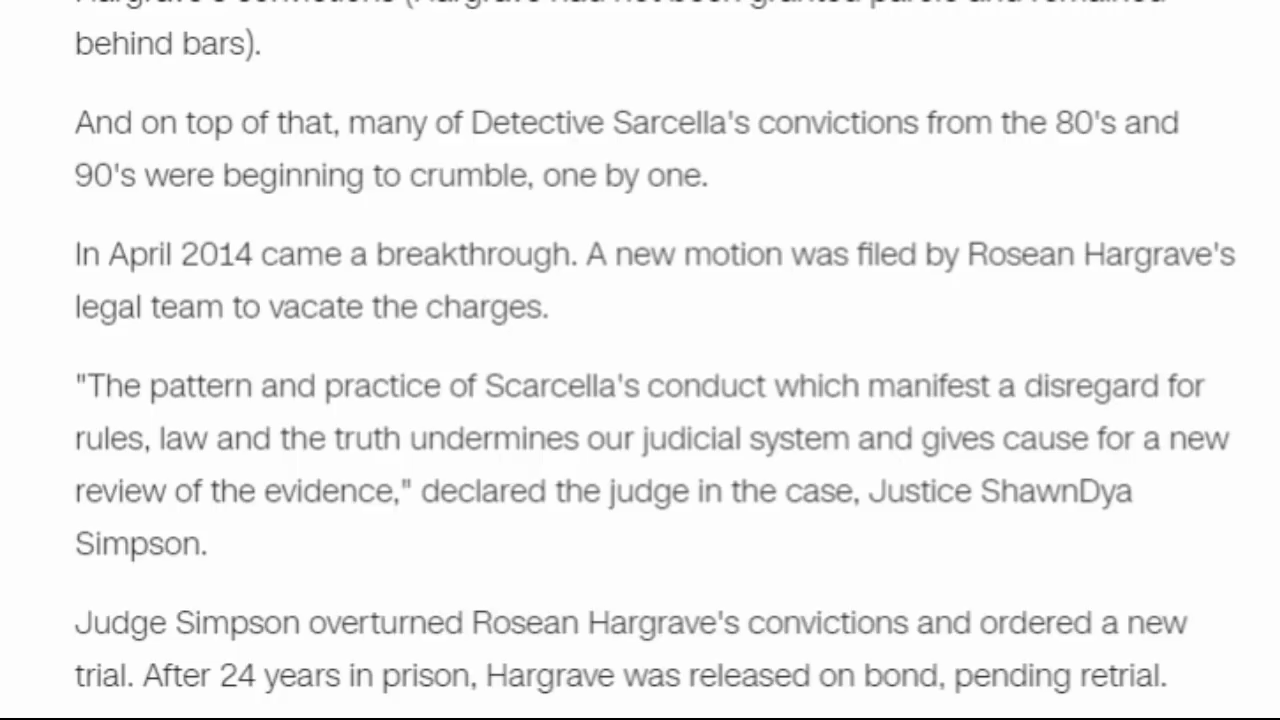 behind bars).
And on top of that, many of Detective Sarcella's convictions from the 80's and
90's were beginning to crumble, one by one.
In April 2014 came a breakthrough. A new motion was filed by Rosean Hargrave's
legal team to vacate the charges.
"The pattern and practice of Scarcella's conduct which manifest a disregard for
rules, law and the truth undermines our judicial system and gives cause for a new
review of the evidence," declared the judge in the case, Justice ShawnDya
Simpson.
Judge Simpson overturned Rosean Hargrave's convictions and ordered a new
trial. After 24 years in prison, Hargrave was released on bond, pending retrial.